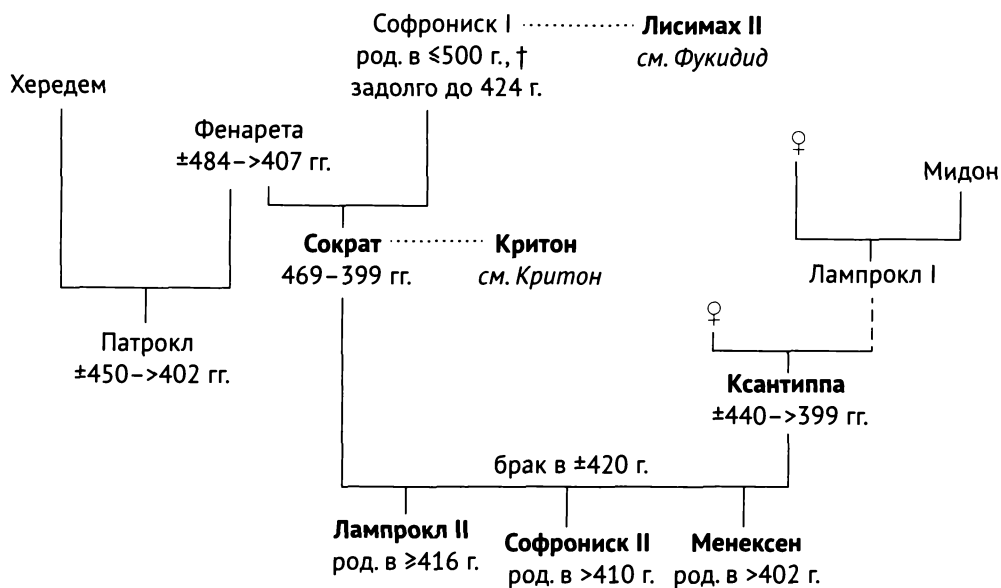 Софрониск I
Лисимах II
род. в ≤500 г., †
см. Фукидид
задолго до 424 г.
Хередем
Фенарета
±484–>407 гг.
♀
Мидон
Сократ
Критон
469–399 гг.
см. Критон
Лампрокл I
♀
Патрокл
±450–>402 гг.
Ксантиппа
±440–>399 гг.
брак в ±420 г.
Лампрокл II
Софрониск II
Менексен
род. в ≥416 г.
род. в >410 г.
род. в >402 г.